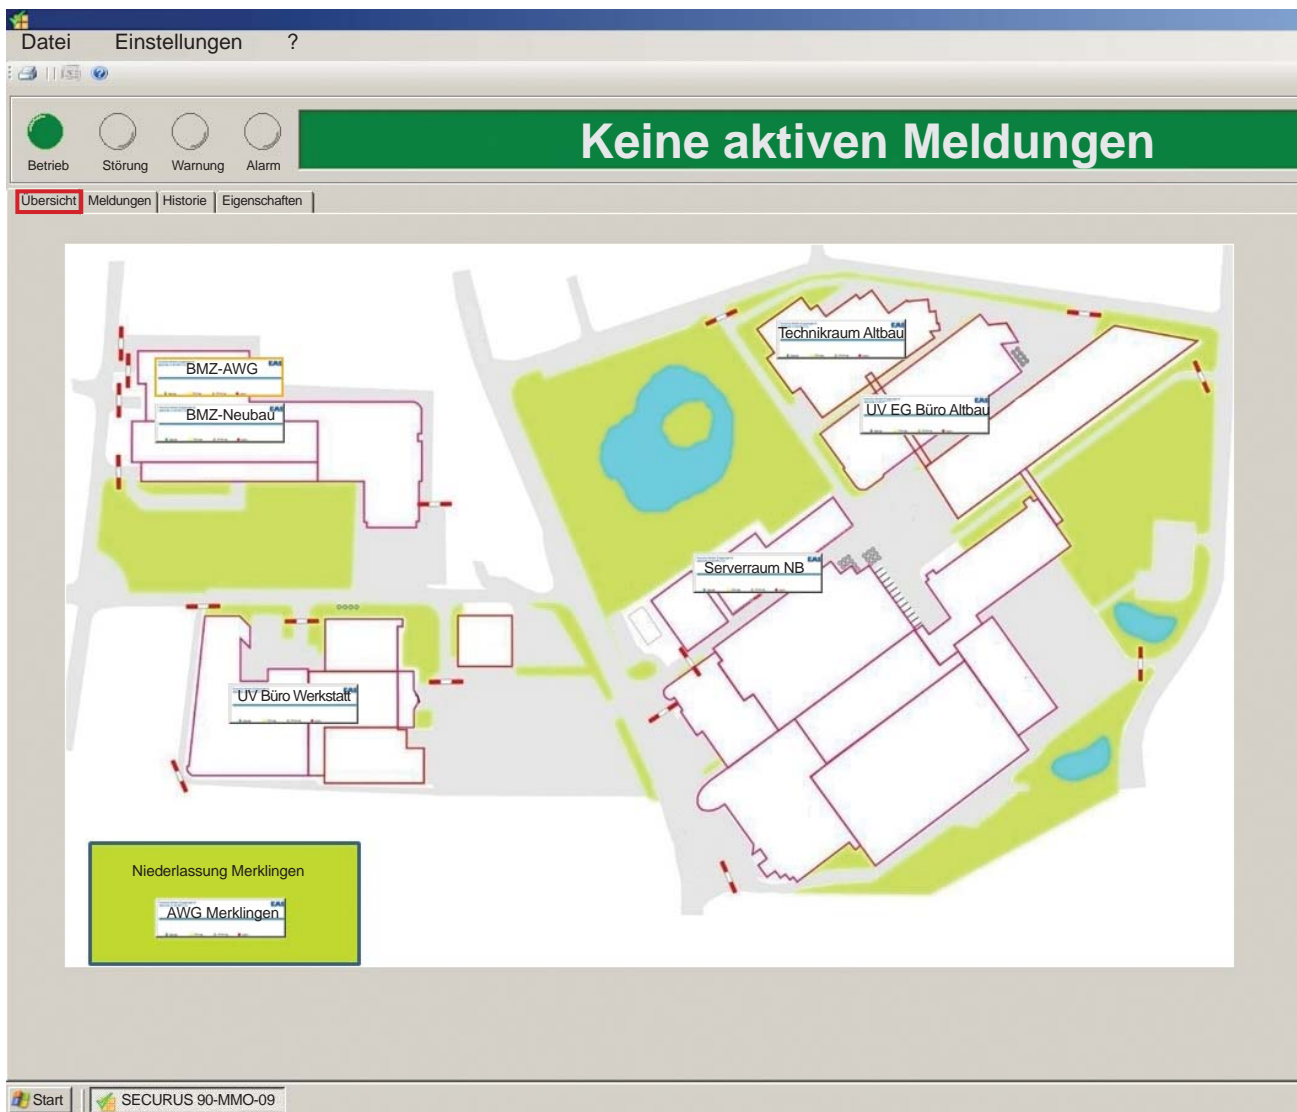 Datei Einstellungen ?
Keine aktiven Meldungen
Betrieb Störung Warnung Alarm
Übersicht Meldungen Historie Eigenschaften
Technikraum Altbau
BMZ-AWG
BMZ-Neubau
UV EG Büro Altbau
Serverraum NB
UV Büro Werkstatt
Niederlassung Merklingen
AWG Merklingen
Start SECURUS 90-MMO-09